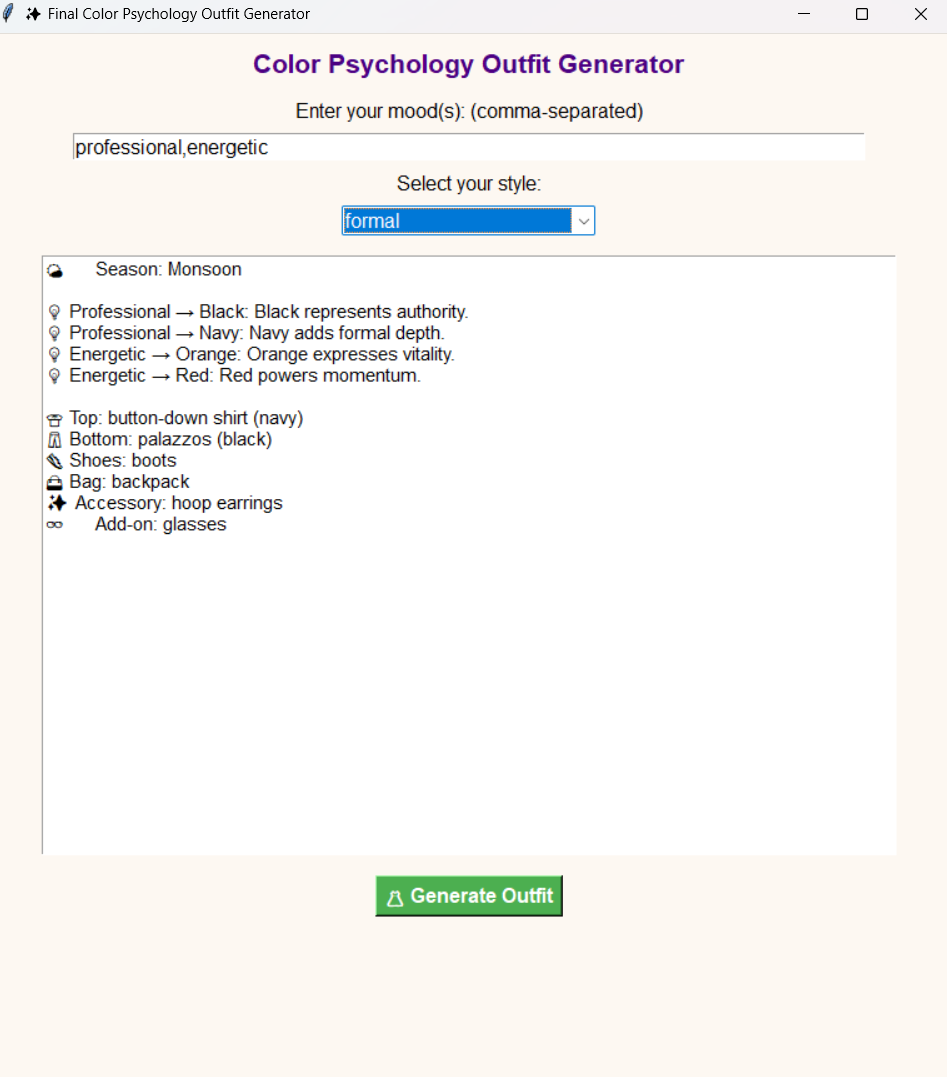 Final Color Psychology Outfit Generator
Color Psychology Outfit Generator
Enter your mood(s): (comma-separated)
professional,energetic
Select your style:
formal
Season: Monsoon
Professional → Black: Black represents authority.
Professional → Navy: Navy adds formal depth.
Energetic → Orange: Orange expresses vitality.
Energetic → Red: Red powers momentum.
Top: button-down shirt (navy)
Bottom: palazzos (black)
Shoes: boots
Bag: backpack
Accessory: hoop earrings
Add-on: glasses
Generate Outfit